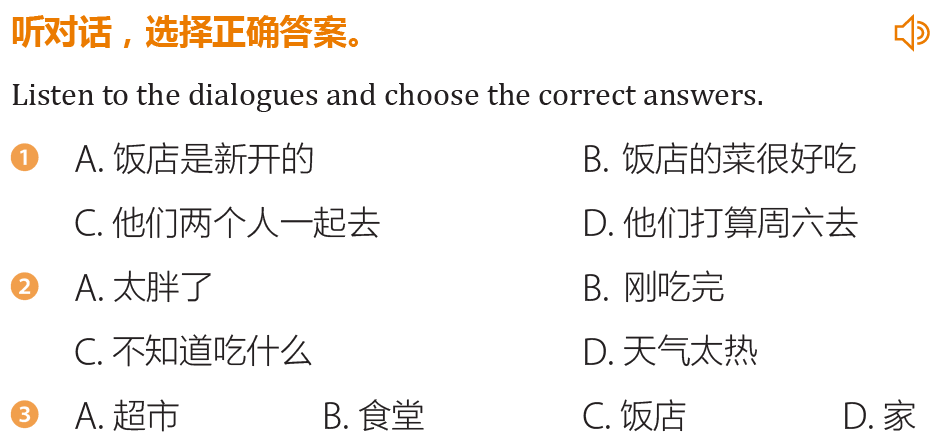 听对话，选择正确答案。
Listen to the dialogues and choose the correct answers.
1 A. 饭店是新开的 B. 饭店的菜很好吃
C. 他们两个人一起去 D. 他们打算周六去
2 A. 太胖了 B. 刚吃完
C. 不知道吃什么 D. 天气太热
3 A. 超市 B. 食堂 C. 饭店 D. 家